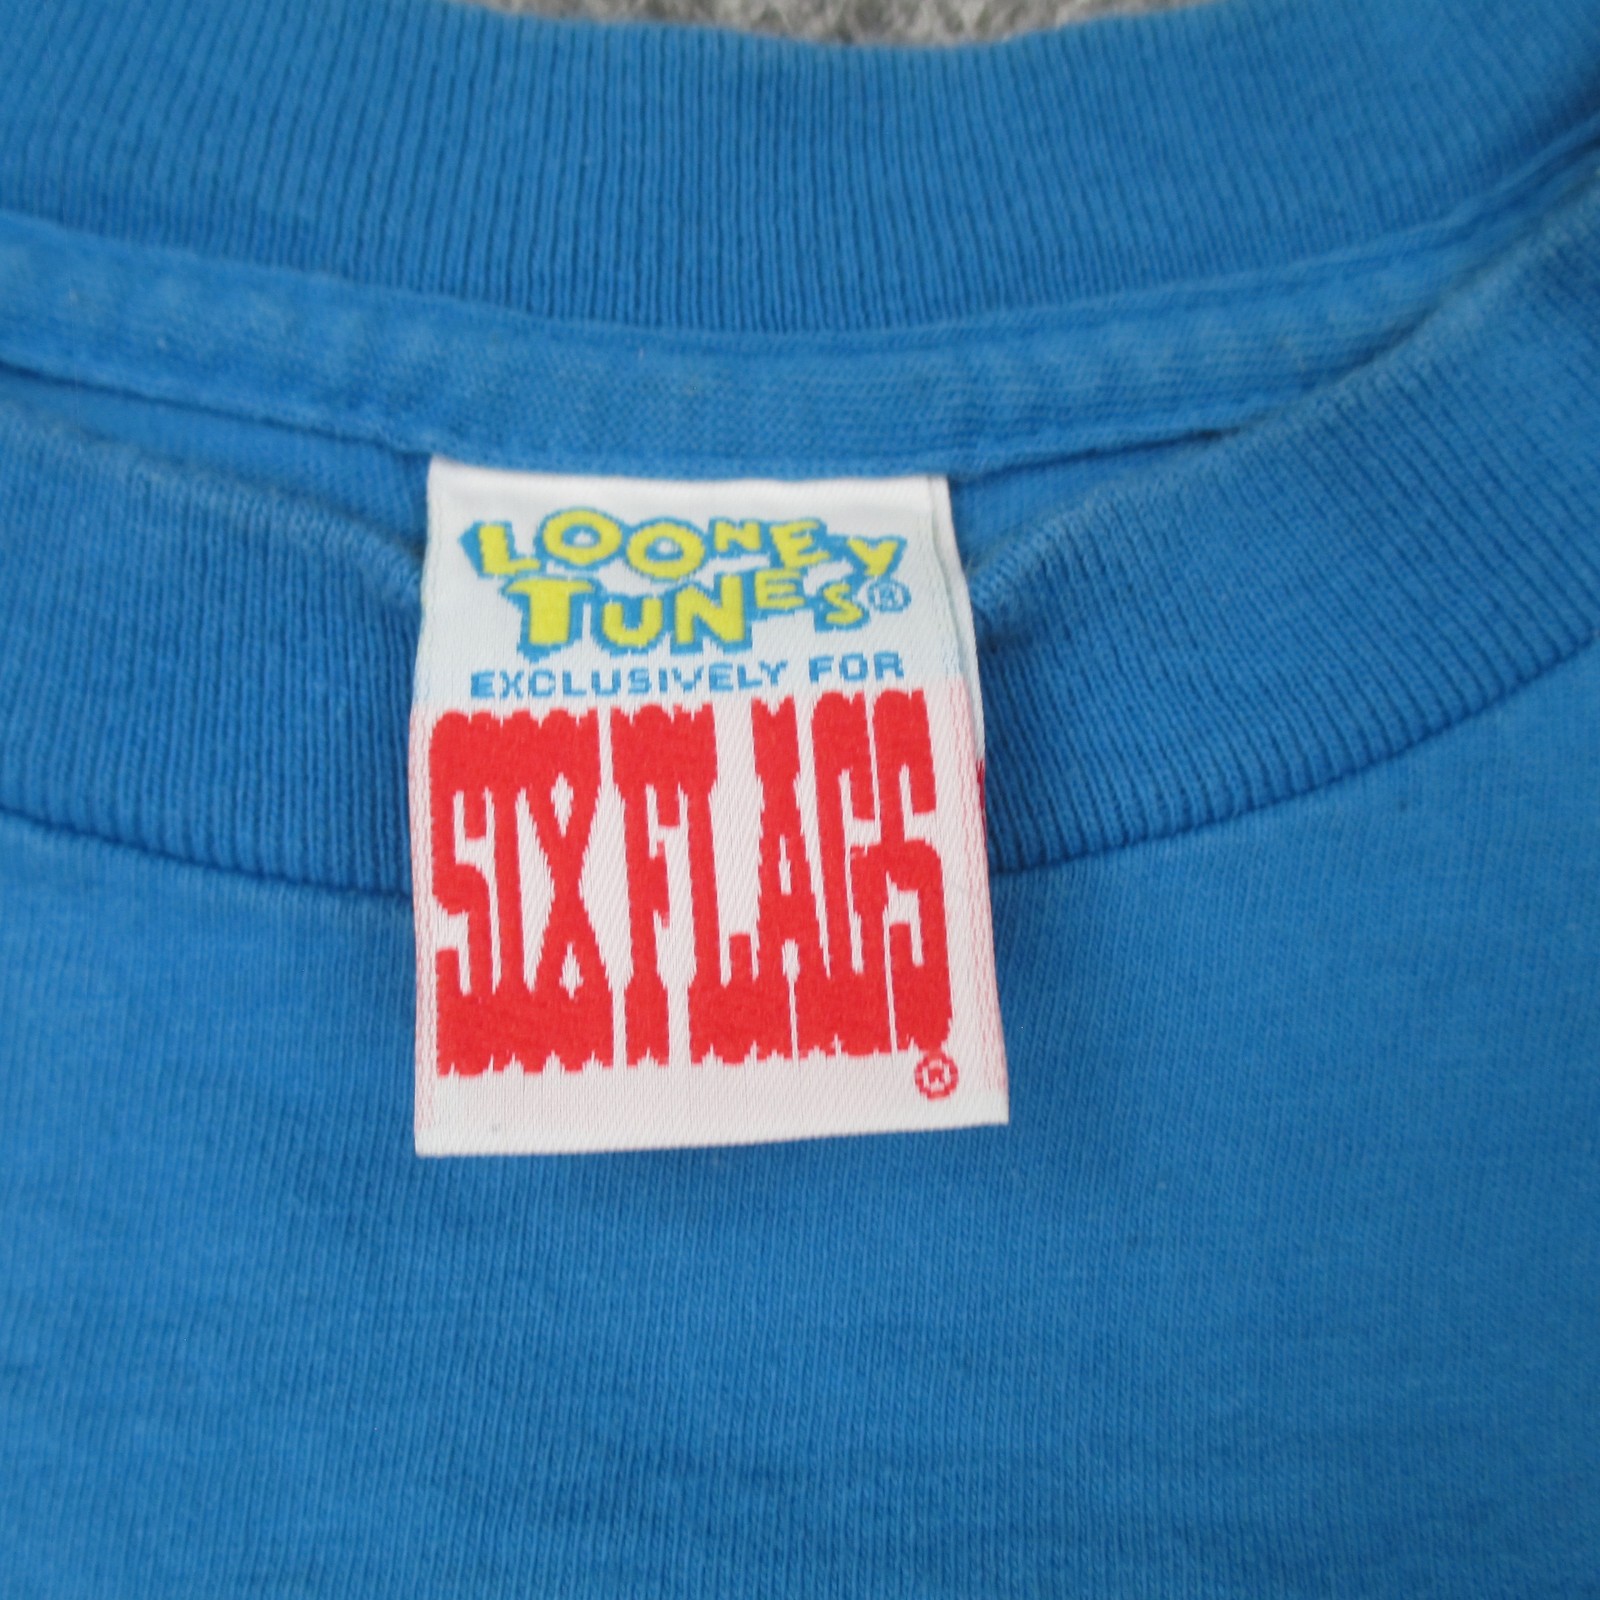 LOONEY
TUNES®
EXCLUSIVELY FOR
SIX FLAGS
®